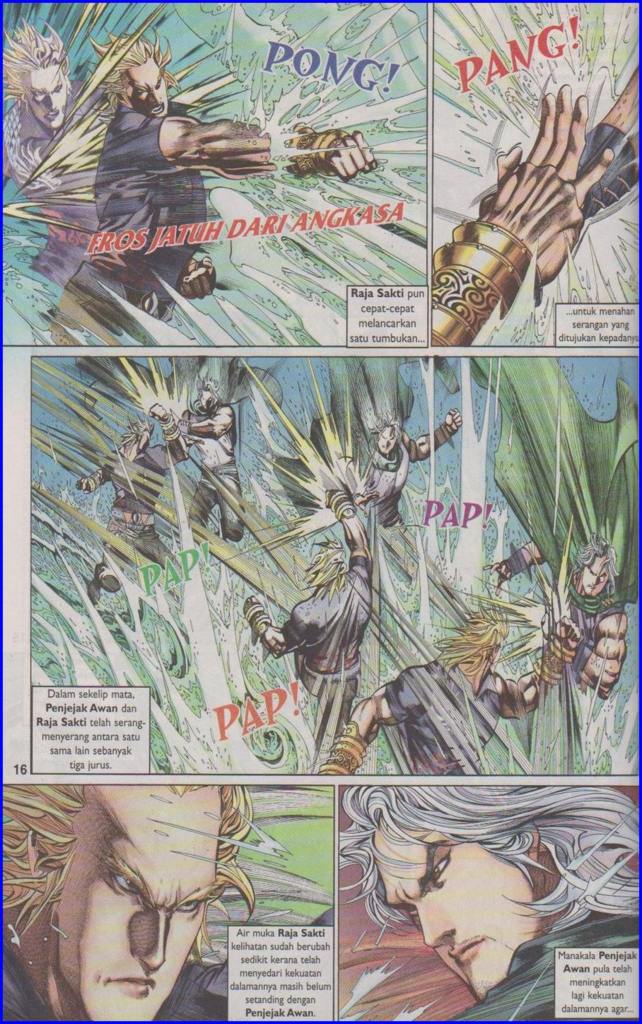 PONG!
PANG!
EROS JATUH DARI ANGKASA
Raja Sakti pun
cepat-cepat
melancarkan
satu tumbukan...
...untuk menahan
serangan yang
ditujukan kepadanya
PAP!
PAP!
PAP!
Dalam sekelip mata,
Penjejak Awan dan
Raja Sakti telah serang-
menyerang antara satu
sama lain sebanyak
tiga jurus.
16
Air muka Raja Sakti
kelihatan sudah berubah
sedikit kerana telah
menyedari kekuatan
dalamannya masih belum
setanding dengan
Penjejak Awan.
Manakala Penjejak
Awan pula telah
meningkatkan
lagi kekuatan
dalamannya agar...